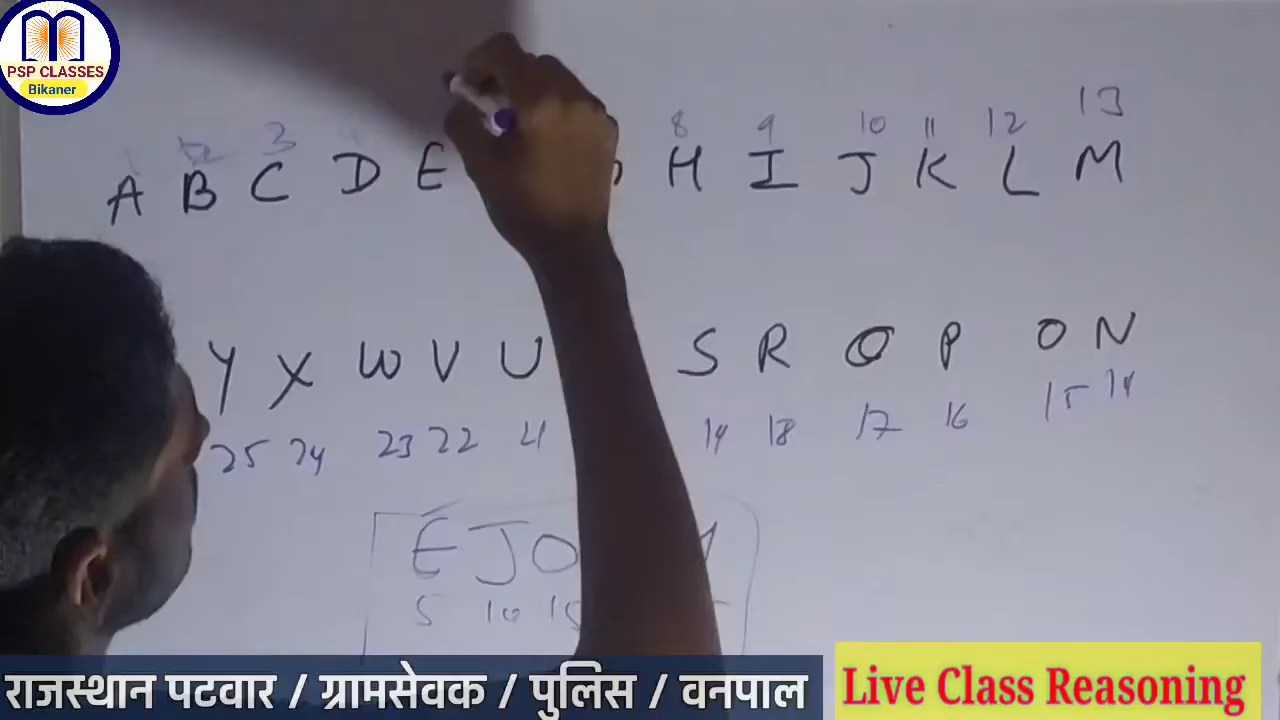 PSP CLASSES
Bikaner
3 8 9 10 11 12 13
A B C D E H I J K L M
Y X W V U S R Q P O N
25 24 23 22 21 19 18 17 16 15 14
E J O
5 10 15
राजस्थान पटवार / ग्रामसेवक / पुलिस / वनपाल
Live Class Reasoning